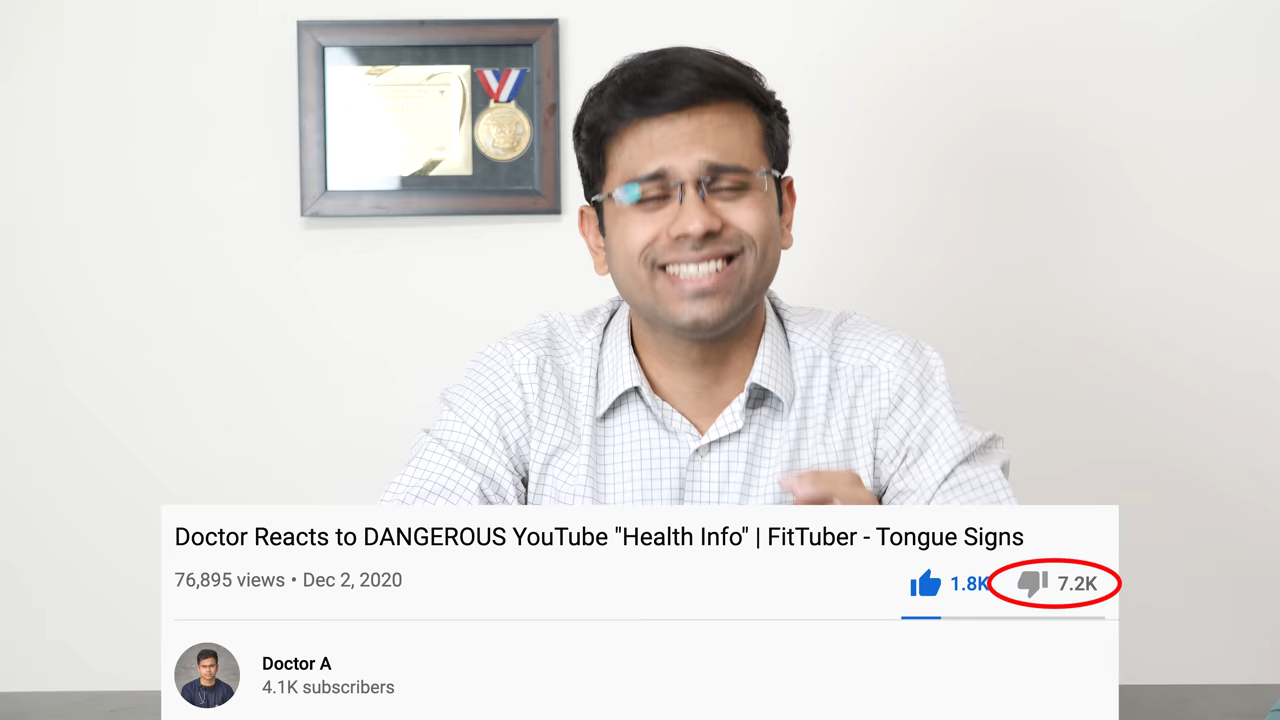 Doctor Reacts to DANGEROUS YouTube "Health Info" | FitTuber - Tongue Signs
76,895 views • Dec 2, 2020
1.8K
7.2K
Doctor A
4.1K subscribers